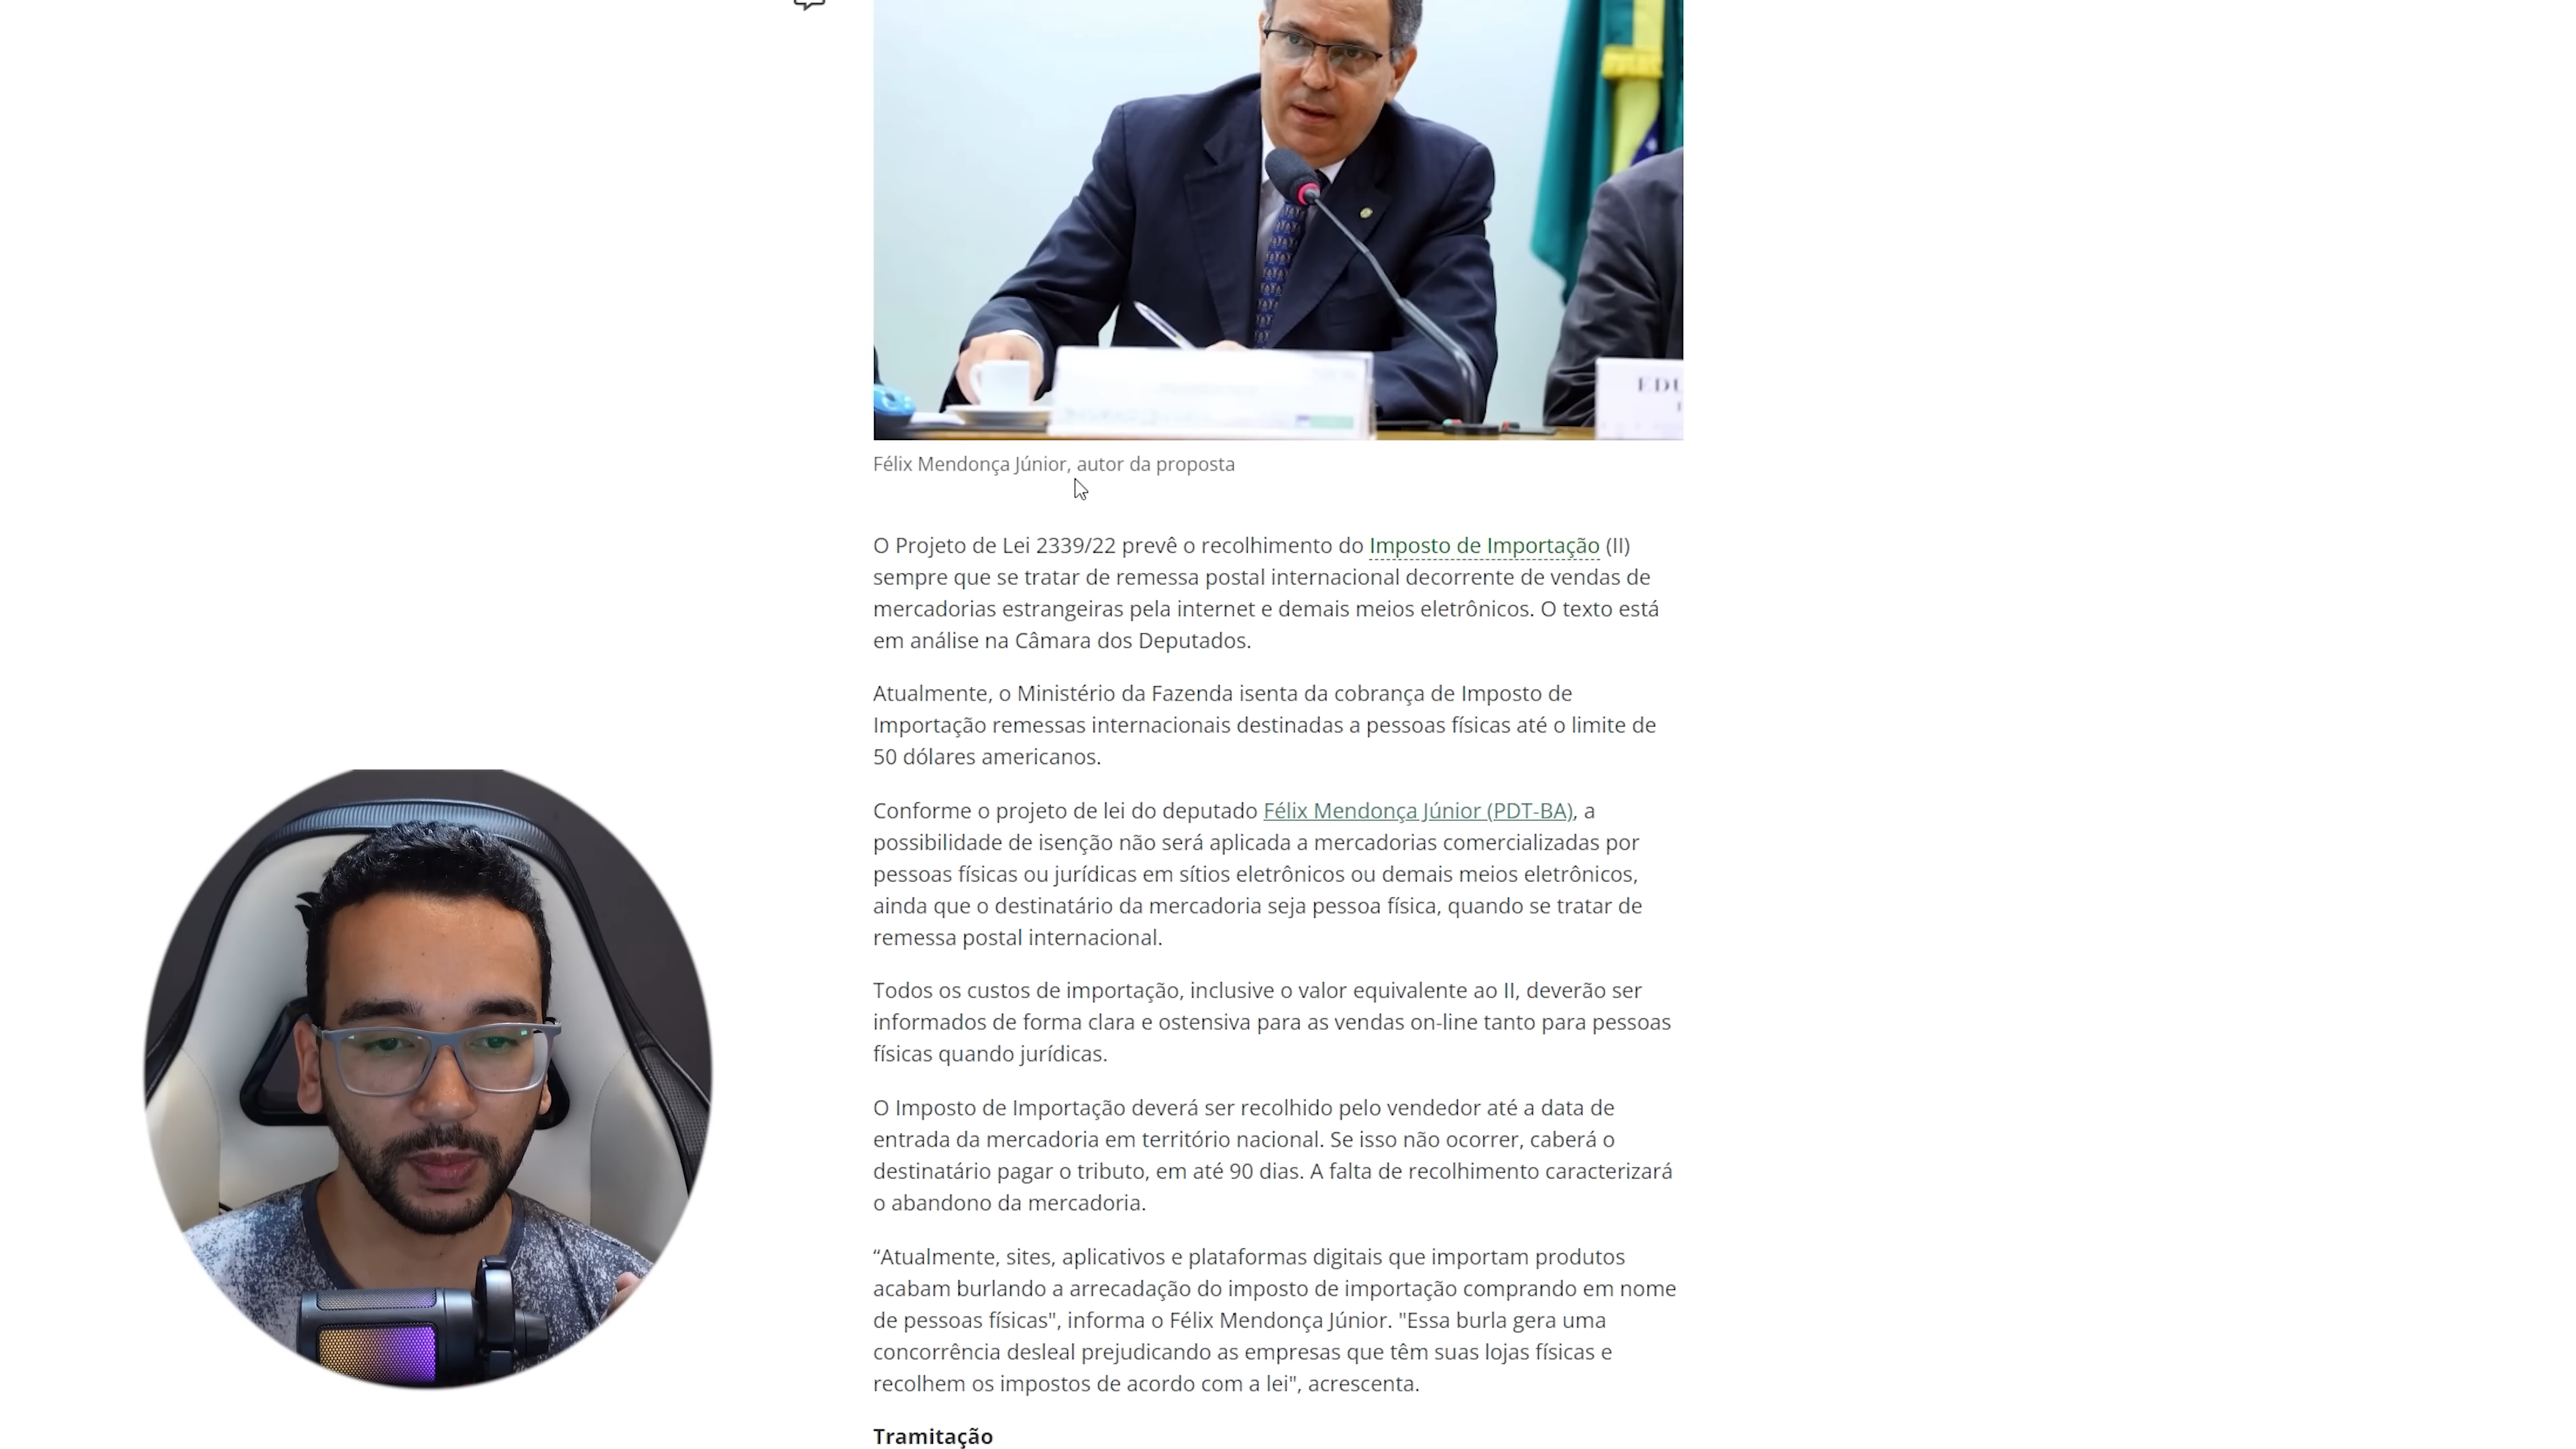 EDU
Félix Mendonça Júnior, autor da proposta
O Projeto de Lei 2339/22 prevê o recolhimento do Imposto de Importação (II)
sempre que se tratar de remessa postal internacional decorrente de vendas de
mercadorias estrangeiras pela internet e demais meios eletrônicos. O texto está
em análise na Câmara dos Deputados.
Atualmente, o Ministério da Fazenda isenta da cobrança de Imposto de
Importação remessas internacionais destinadas a pessoas físicas até o limite de
50 dólares americanos.
Conforme o projeto de lei do deputado Félix Mendonça Júnior (PDT-BA), a
possibilidade de isenção não será aplicada a mercadorias comercializadas por
pessoas físicas ou jurídicas em sítios eletrônicos ou demais meios eletrônicos,
ainda que o destinatário da mercadoria seja pessoa física, quando se tratar de
remessa postal internacional.
Todos os custos de importação, inclusive o valor equivalente ao II, deverão ser
informados de forma clara e ostensiva para as vendas on-line tanto para pessoas
físicas quando jurídicas.
O Imposto de Importação deverá ser recolhido pelo vendedor até a data de
entrada da mercadoria em território nacional. Se isso não ocorrer, caberá o
destinatário pagar o tributo, em até 90 dias. A falta de recolhimento caracterizará
o abandono da mercadoria.
“Atualmente, sites, aplicativos e plataformas digitais que importam produtos
acabam burlando a arrecadação do imposto de importação comprando em nome
de pessoas físicas", informa o Félix Mendonça Júnior. "Essa burla gera uma
concorrência desleal prejudicando as empresas que têm suas lojas físicas e
recolhem os impostos de acordo com a lei", acrescenta.
Tramitação